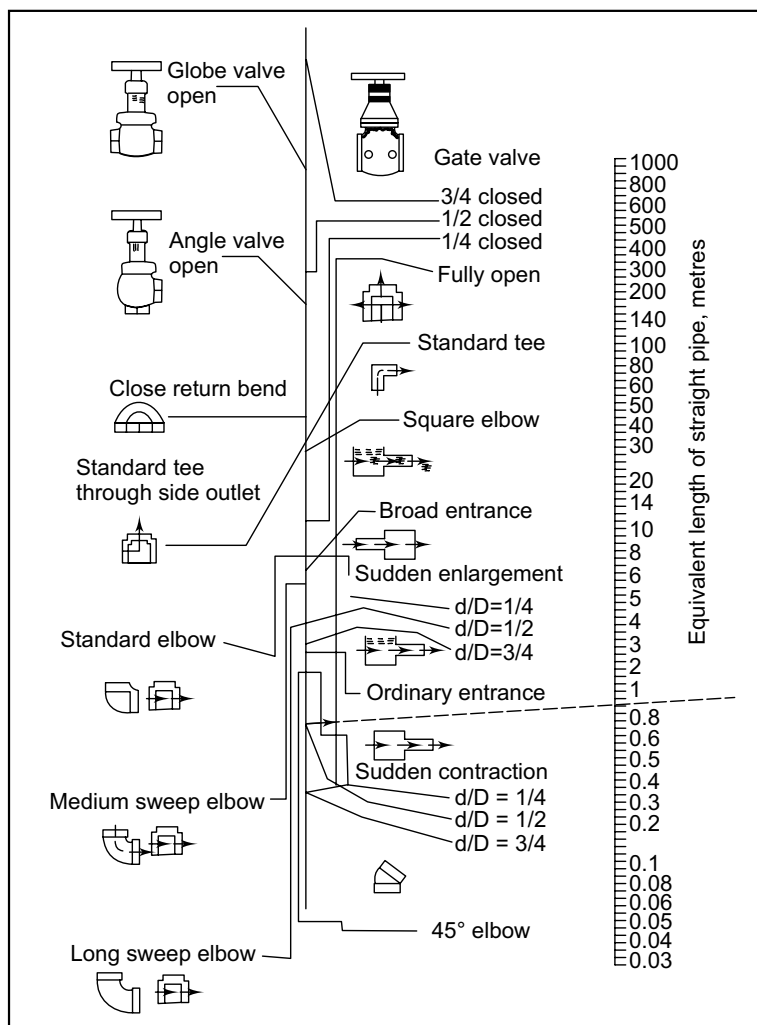 Globe valve
open
Gate valve
3/4 closed
1/2 closed
1/4 closed
Fully open
Angle valve
open
Standard tee
Close return bend
Square elbow
Standard tee
through side outlet
Broad entrance
Sudden enlargement
d/D=1/4
d/D=1/2
d/D=3/4
Standard elbow
Ordinary entrance
Sudden contraction
d/D = 1/4
d/D = 1/2
d/D = 3/4
Medium sweep elbow
45° elbow
Long sweep elbow
1000
800
600
500
400
300
200
140
100
80
60
50
40
30
20
14
10
8
6
5
4
3
2
1
0.8
0.6
0.5
0.4
0.3
0.2
0.1
0.08
0.06
0.05
0.04
0.03
Equivalent length of straight pipe, metres